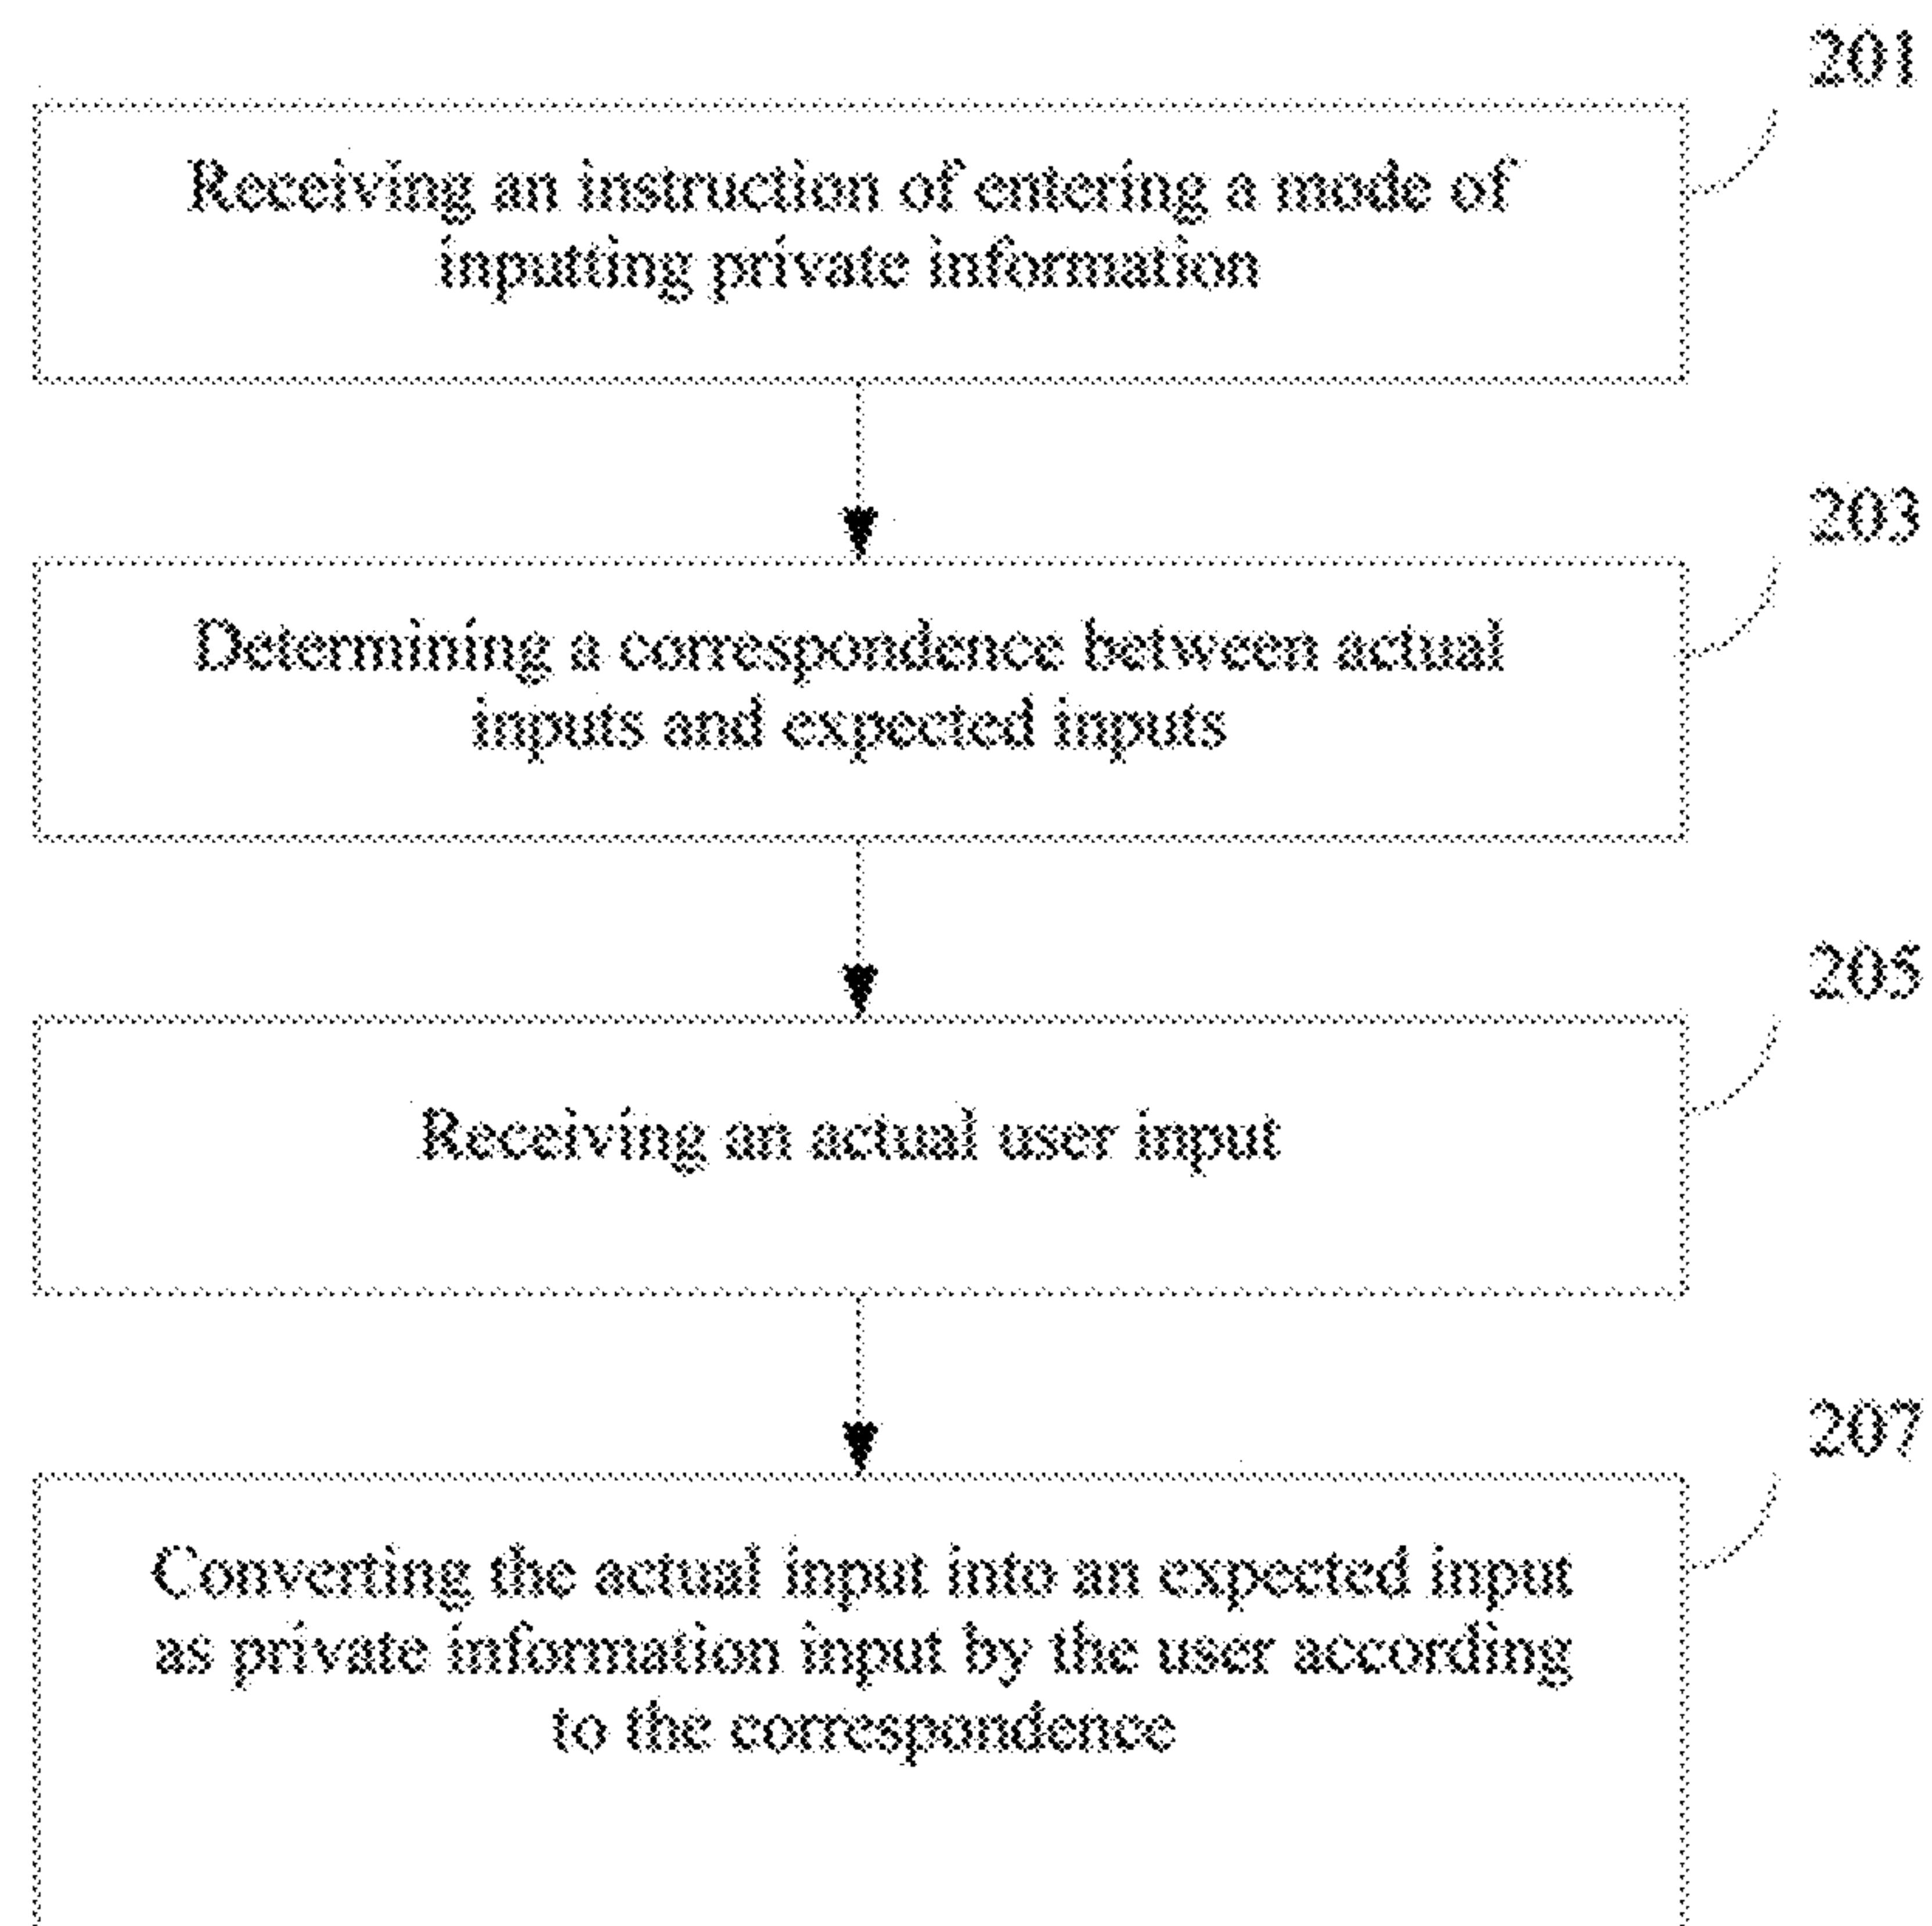 201
Receiving an instruction of entering a mode of
inputting private information
203
Determining a correspondence between actual
inputs and expected inputs
205
Receiving an actual user input
207
Converting the actual input into an expected input
as private information input by the user according
to the correspondence